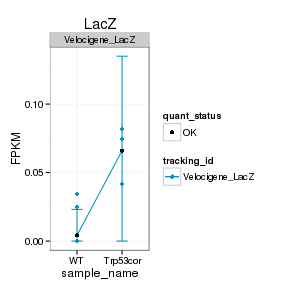 LacZ
Velocigene_LacZ
0.10
0.05
0.00
FPKM
WT Trp53cor
sample_name
quant_status
OK
tracking_id
Velocigene_LacZ